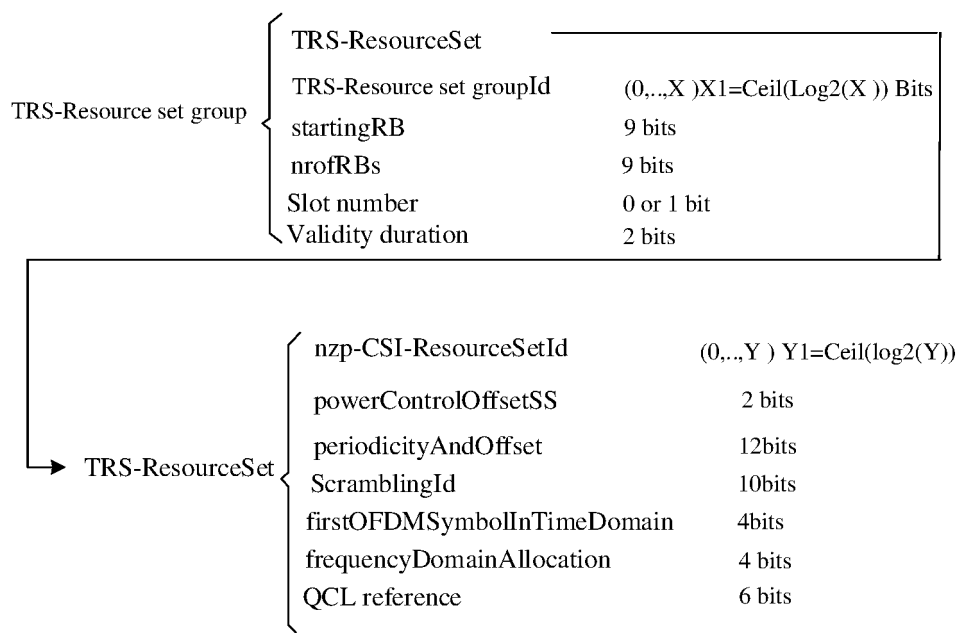 TRS-ResourceSet
TRS-Resource set groupId (0,..,X )X1=Ceil(Log2(X )) Bits
TRS-Resource set group
startingRB 9 bits
nrofRBs 9 bits
Slot number 0 or 1 bit
Validity duration 2 bits
nzp-CSI-ResourceSetId (0,..,Y ) Y1=Ceil(log2(Y))
powerControlOffsetSS 2 bits
periodicityAndOffset 12bits
TRS-ResourceSet
ScramblingId 10bits
firstOFDMSymbolInTimeDomain 4bits
frequencyDomainAllocation 4 bits
QCL reference 6 bits